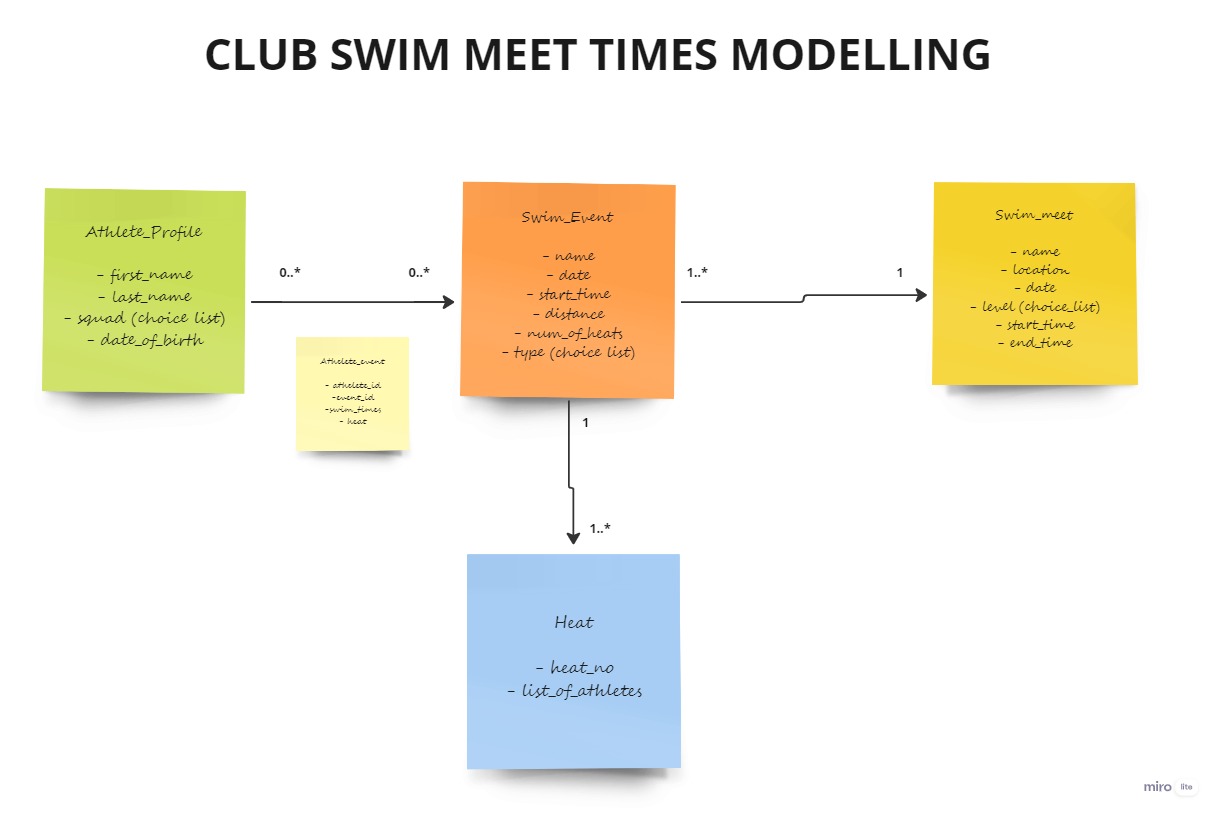 CLUB SWIM MEET TIMES MODELLING
Athlete_Profile
- first_name
- last_name
- squad (choice list)
- date_of_birth
0..*
0..*
Athelete_event
- athelete_id
-event_id
-swim_times
- heat
Swim_Event
- name
- date
- start_time
- distance
- num_of_heats
- type (choice list)
1..*
1
Swim_meet
- name
- location
- date
- level (choice_list)
- start_time
- end_time
1
1..*
Heat
- heat_no
- list_of_athletes
miro lite